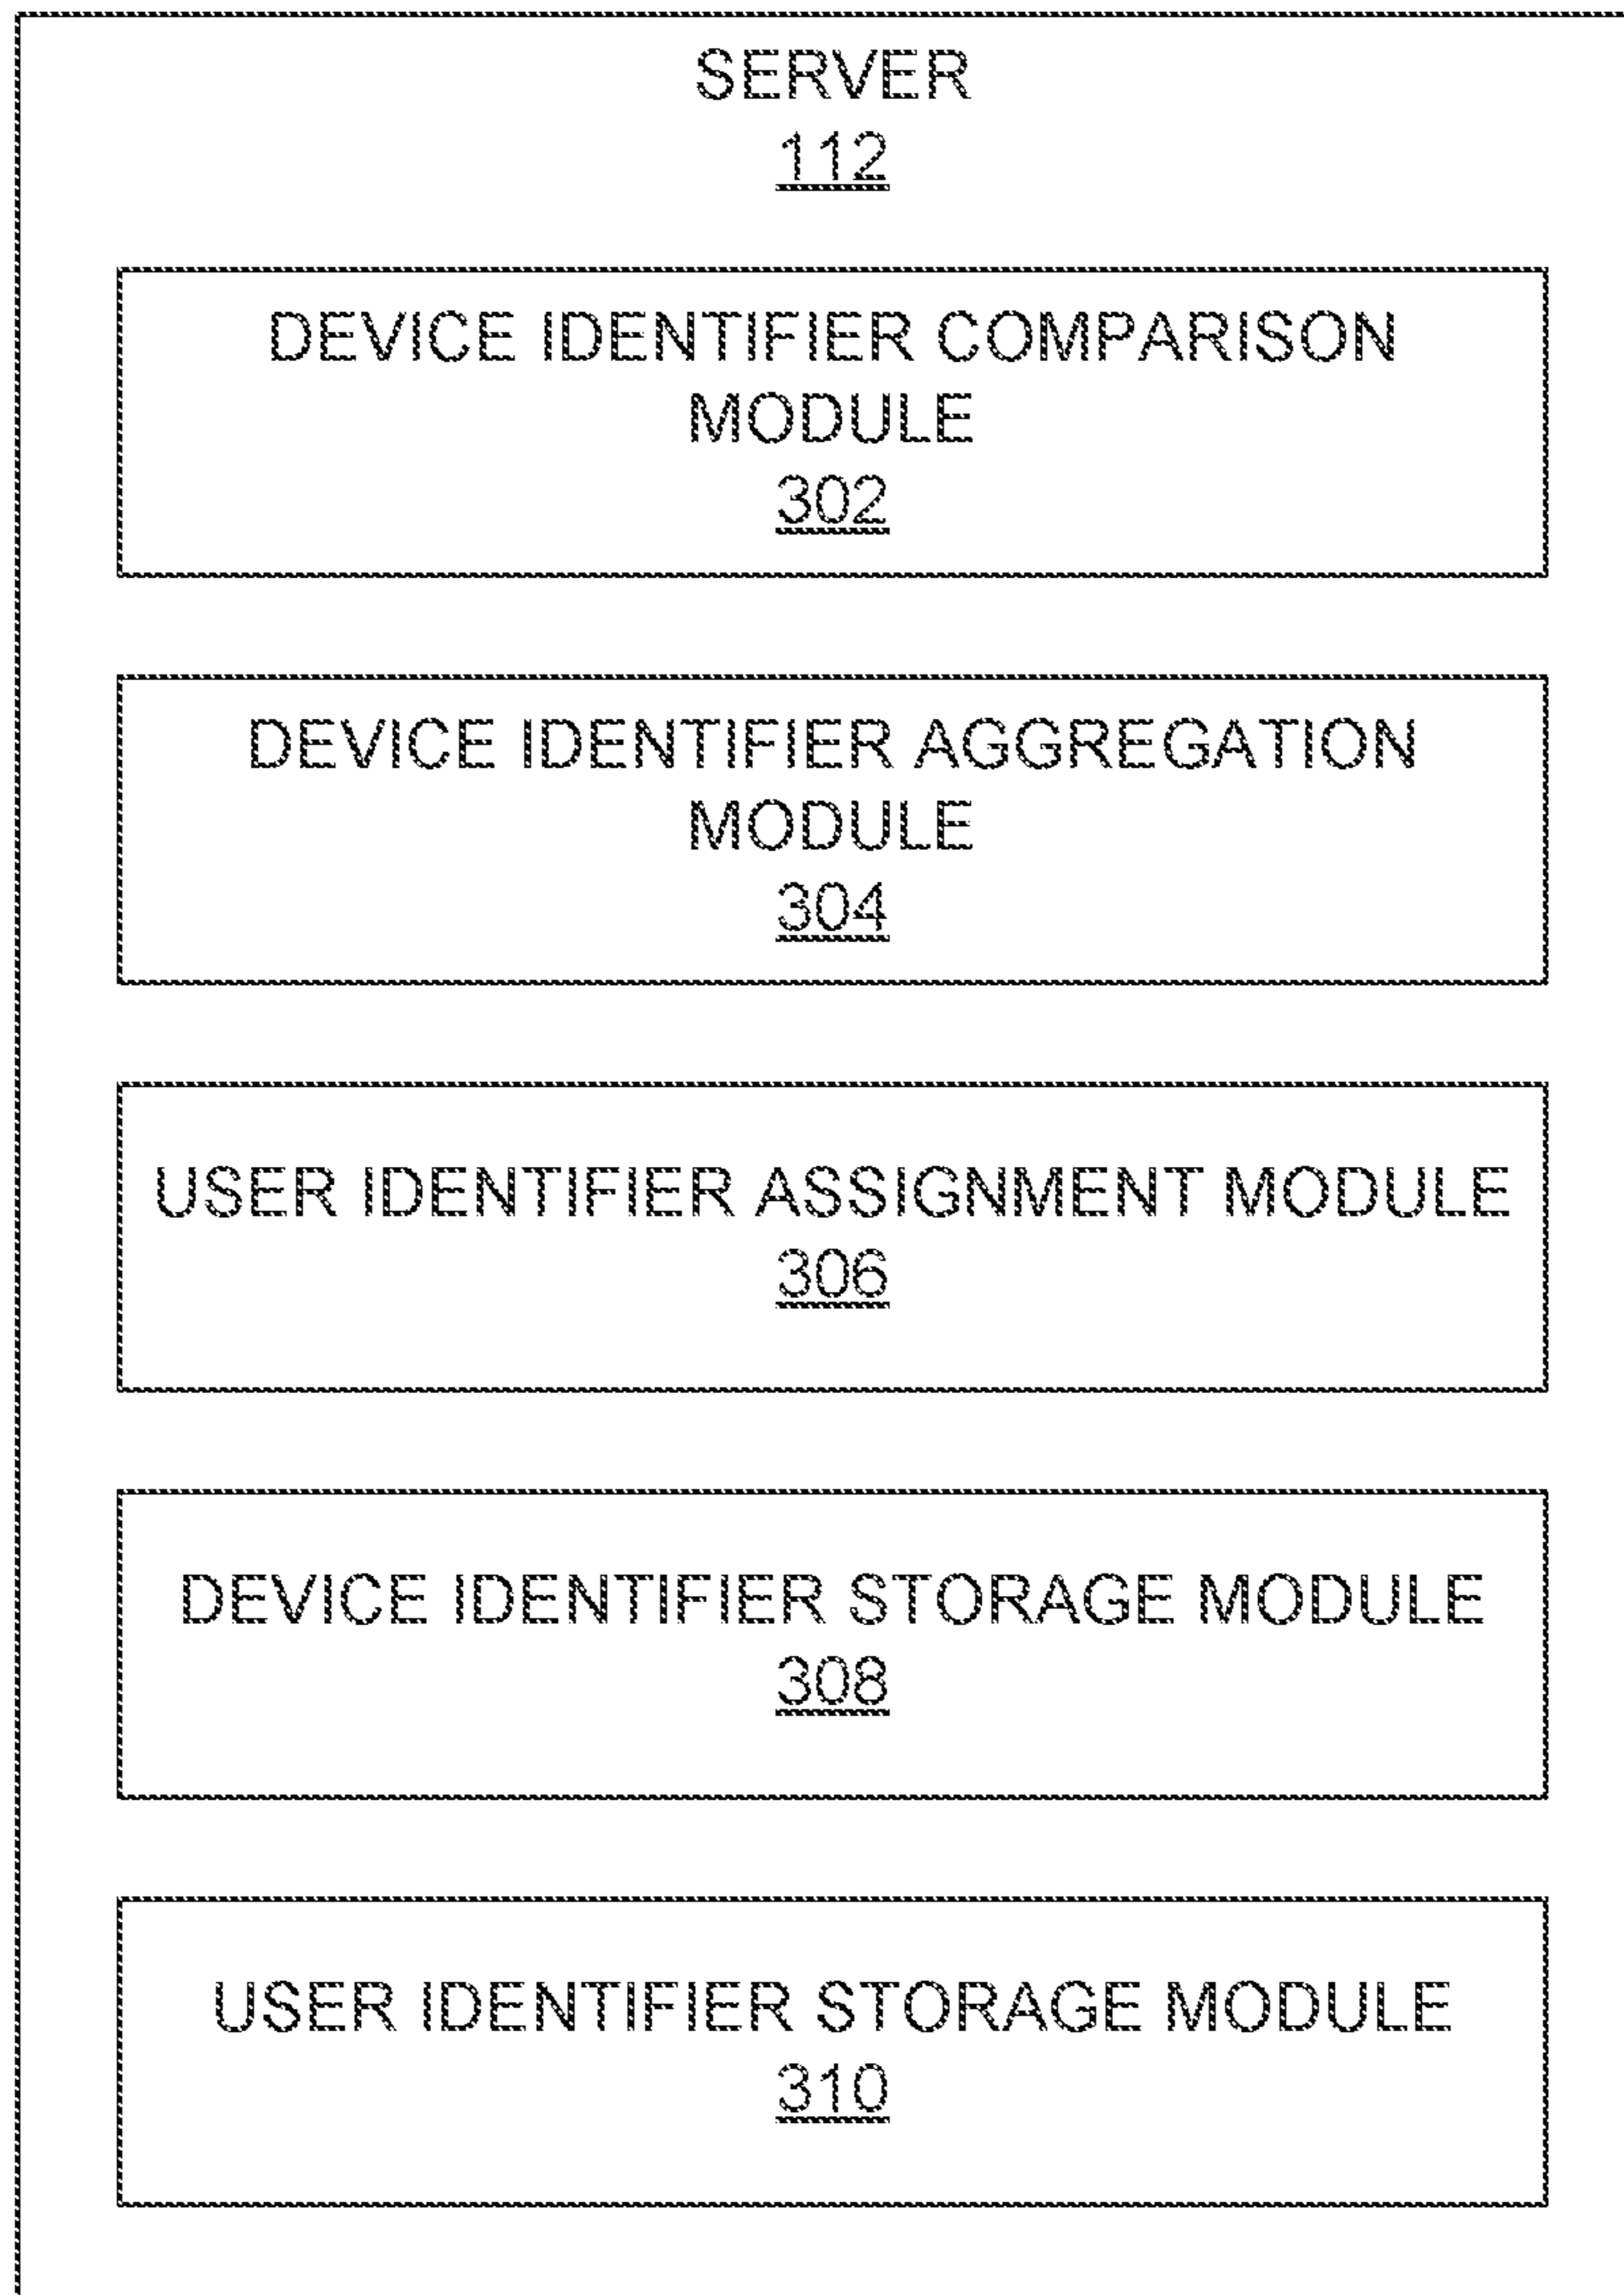 SERVER
112
DEVICE IDENTIFIER COMPARISON
MODULE
302
DEVICE IDENTIFIER AGGREGATION
MODULE
304
USER IDENTIFIER ASSIGNMENT MODULE
306
DEVICE IDENTIFIER STORAGE MODULE
308
USER IDENTIFIER STORAGE MODULE
310